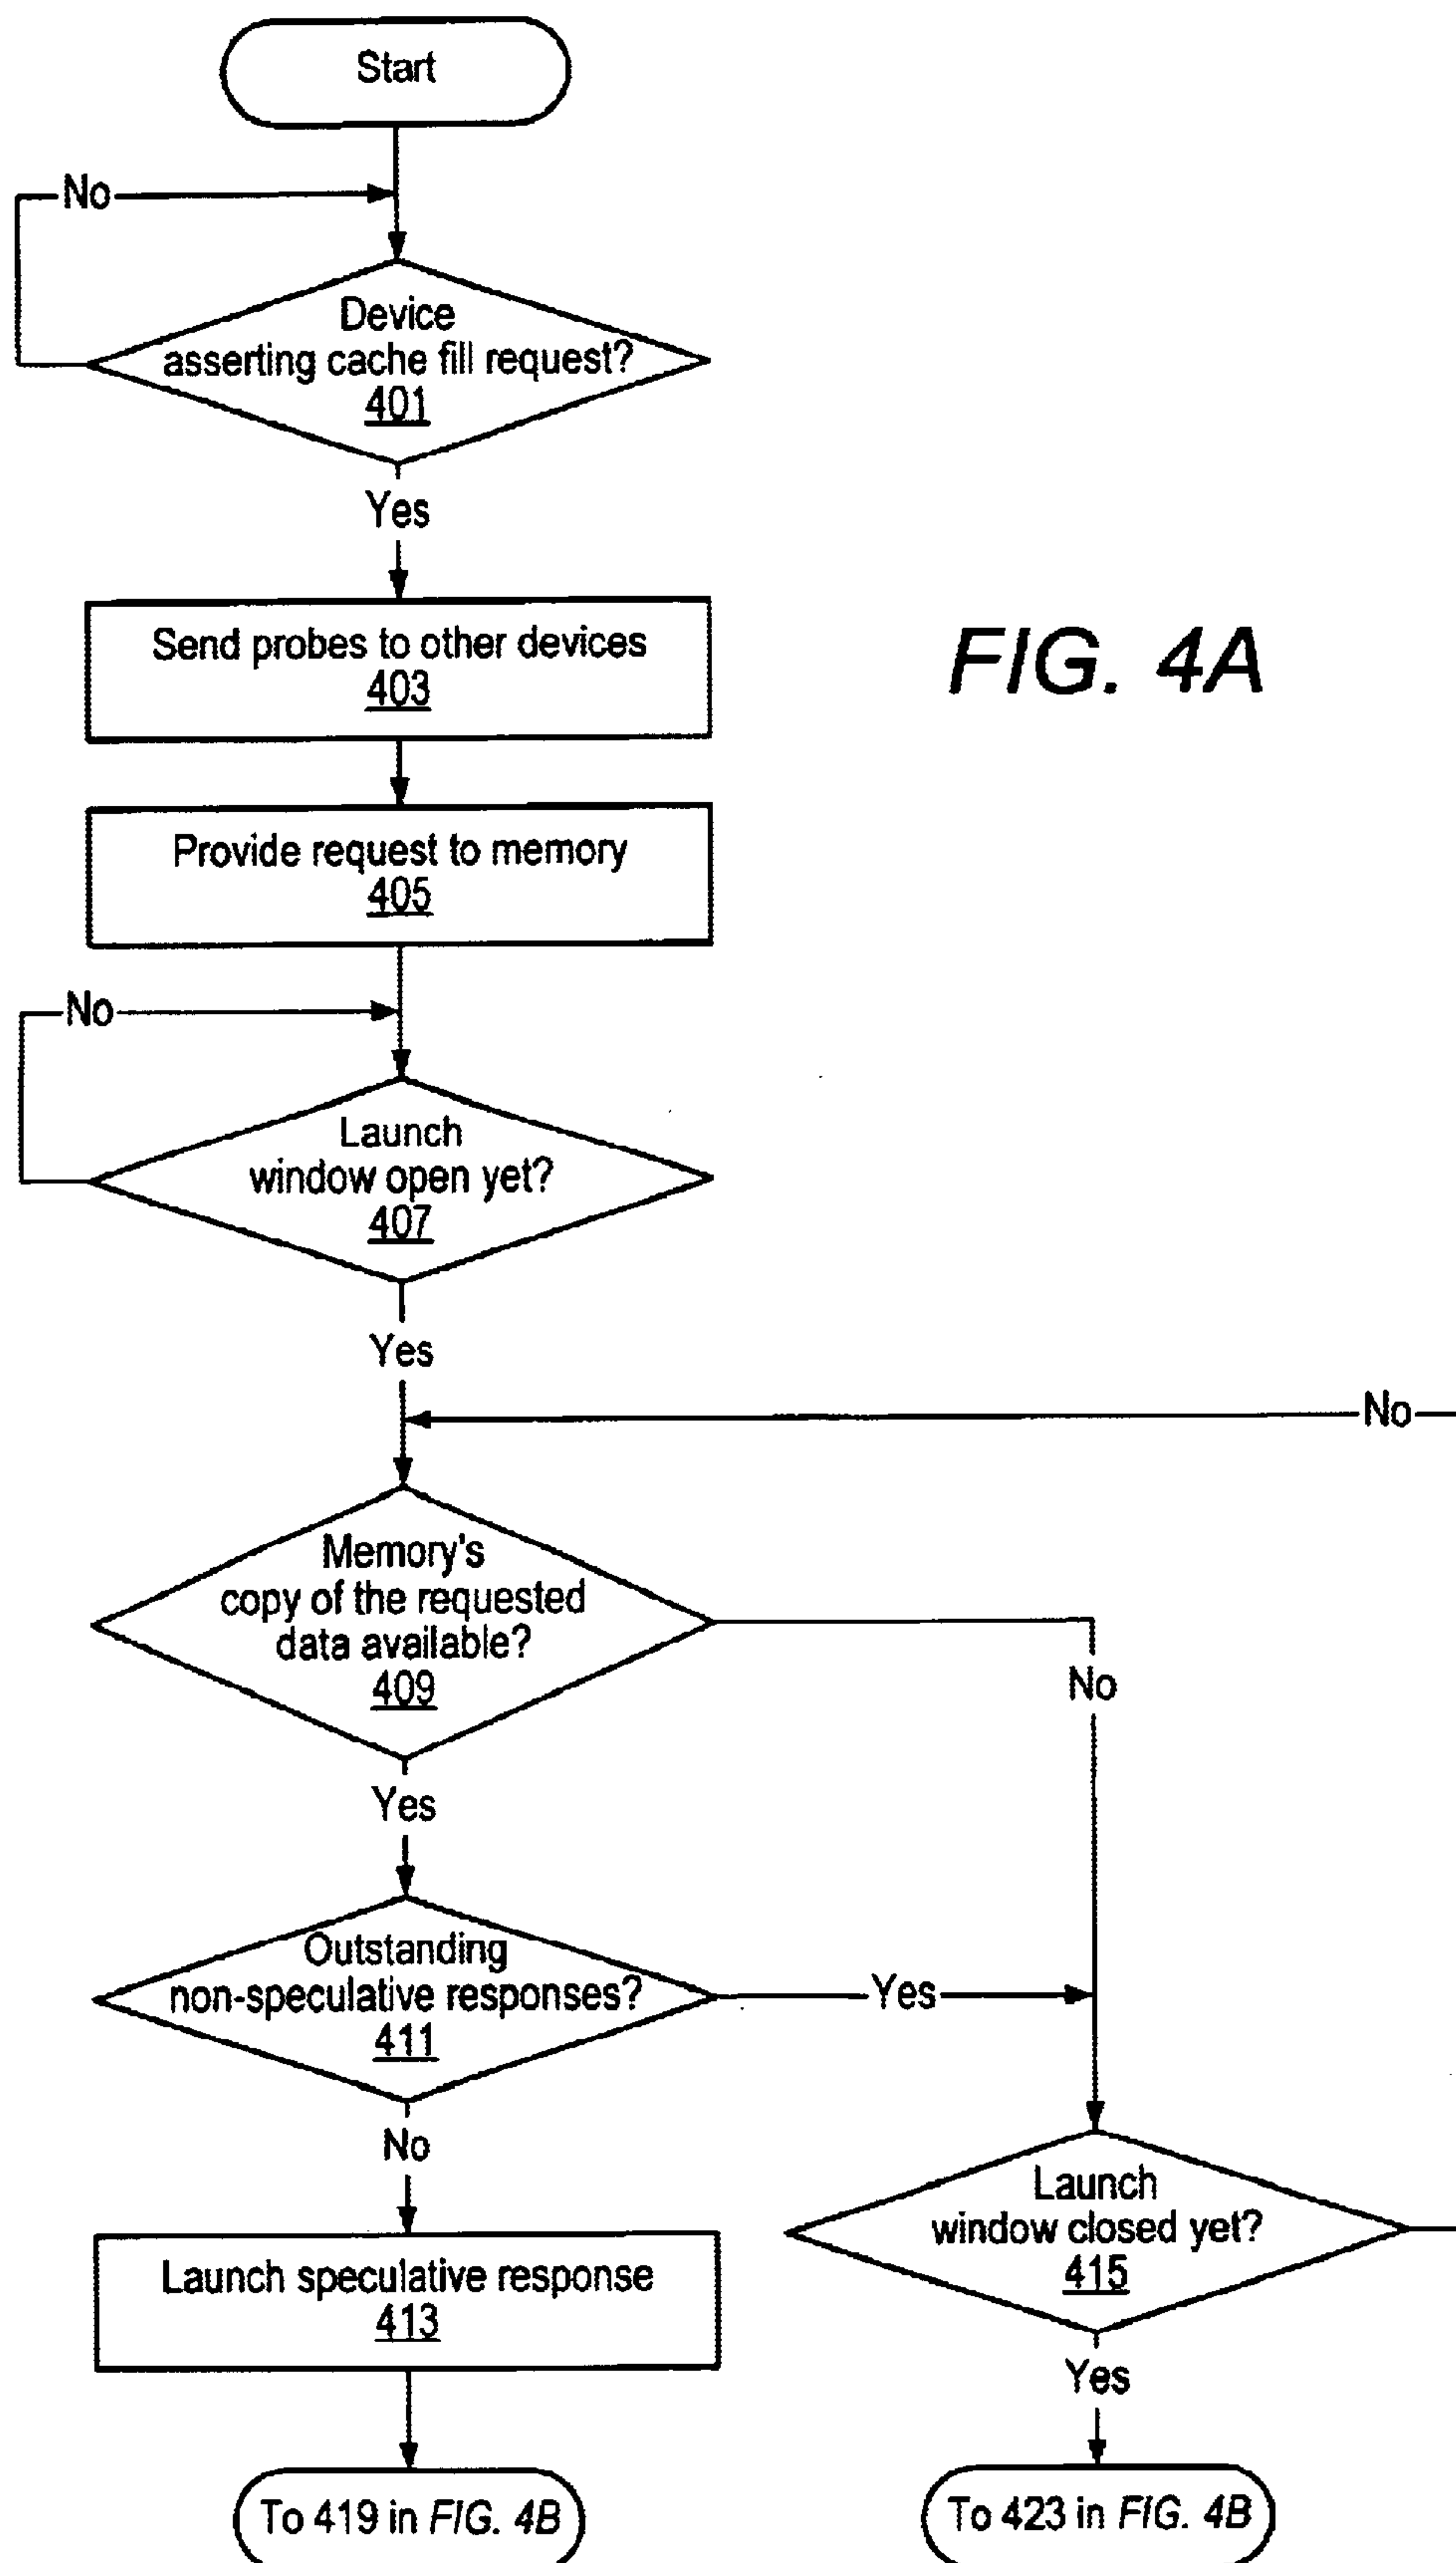 Start
No
Device
asserting cache fill request?
401
Yes
Send probes to other devices
403
FIG. 4A
Provide request to memory
405
No
Launch
window open yet?
407
Yes
No
Memory's
copy of the requested
data available?
409
No
Yes
Outstanding
non-speculative responses?
411
Yes
No
Launch
window closed yet?
415
Launch speculative response
413
Yes
To 419 in FIG. 4B
To 423 in FIG. 4B